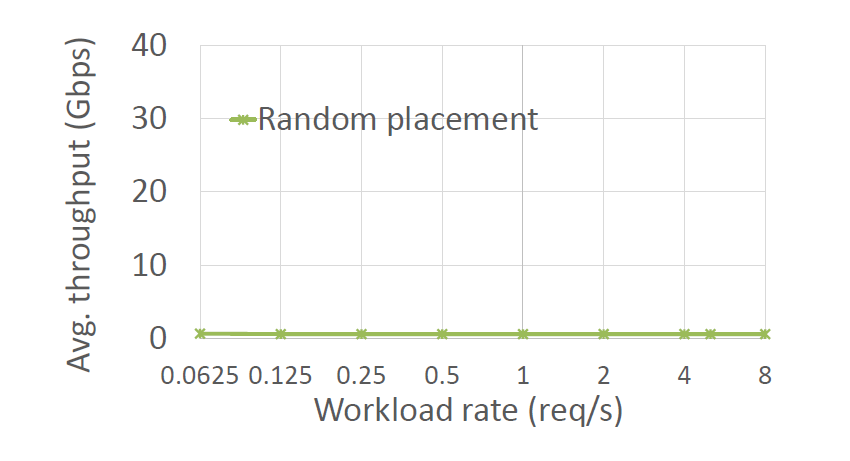 Avg. throughput (Gbps)
40
30
20
10
0
Random placement
0.0625 0.125 0.25 0.5 1 2 4 8
Workload rate (req/s)